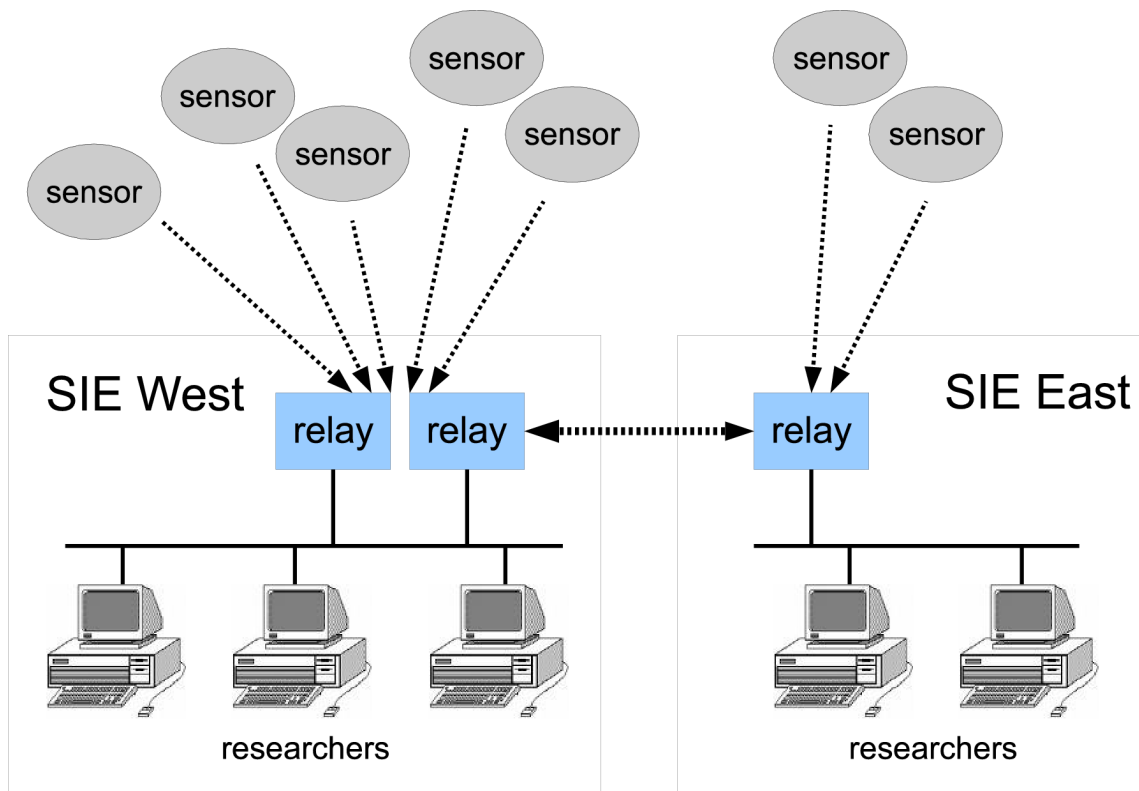 sensor
sensor
sensor
sensor
sensor
sensor
sensor
SIE West
relay
relay
relay
SIE East
researchers
researchers